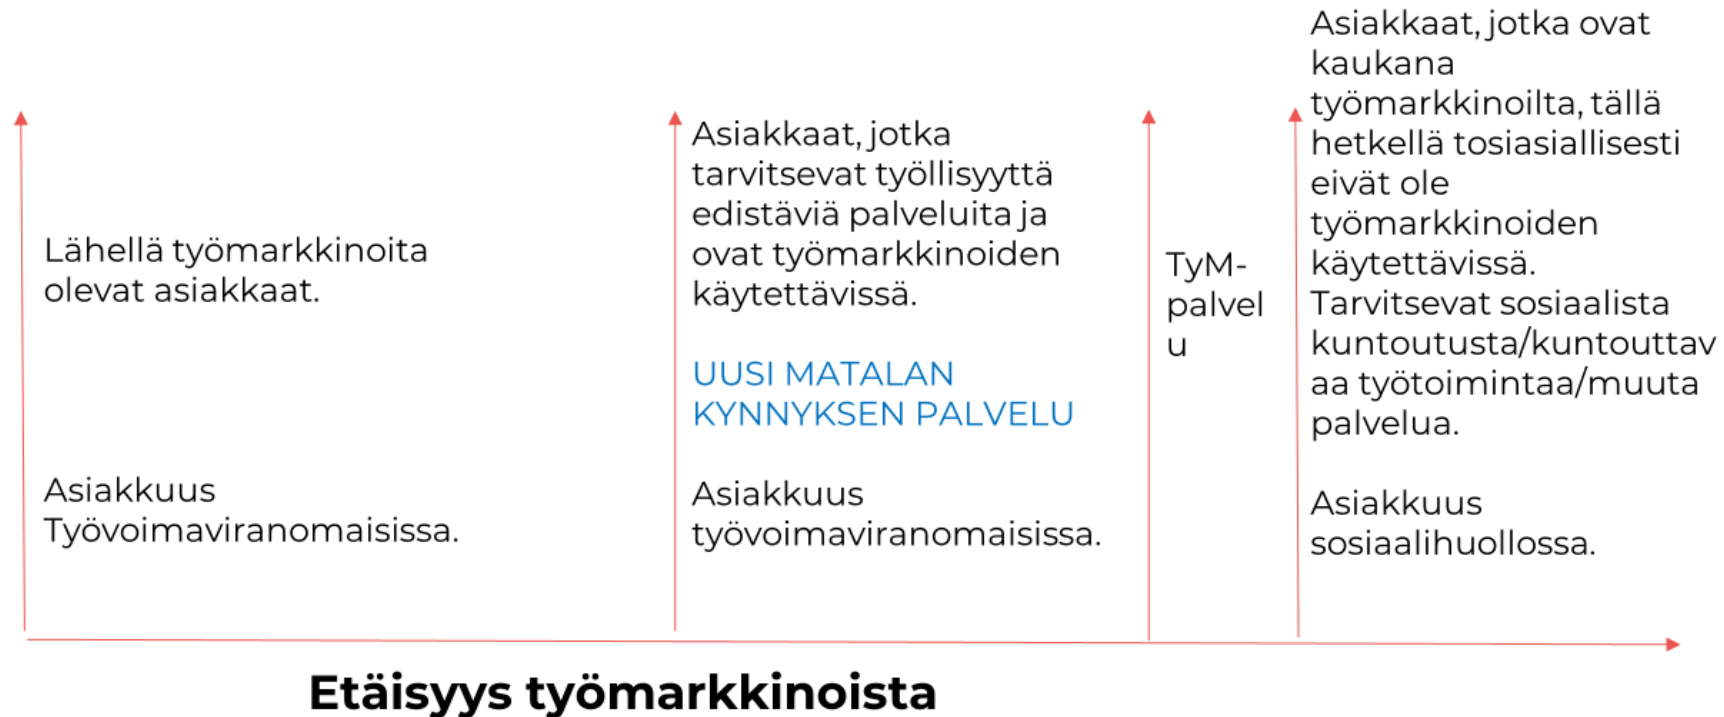 Lähellä työmarkkinoita
olevat asiakkaat.
Asiakkuus
Työvoimaviranomaisissa.
Asiakkaat, jotka
tarvitsevat työllisyyttä
edistäviä palveluita ja
ovat työmarkkinoiden
käytettävissä.
UUSI MATALAN
KYNNYKSEN PALVELU
Asiakkuus
työvoimaviranomaisissa.
TyM-
palvel
u
Asiakkaat, jotka ovat
kaukana
työmarkkinoilta, tällä
hetkellä tosiasiallisesti
eivät ole
työmarkkinoiden
käytettävissä.
Tarvitsevat sosiaalista
kuntoutusta/kuntouttav
aa työtoimintaa/muuta
palvelua.
Asiakkuus
sosiaalihuollossa.
Etäisyys työmarkkinoista